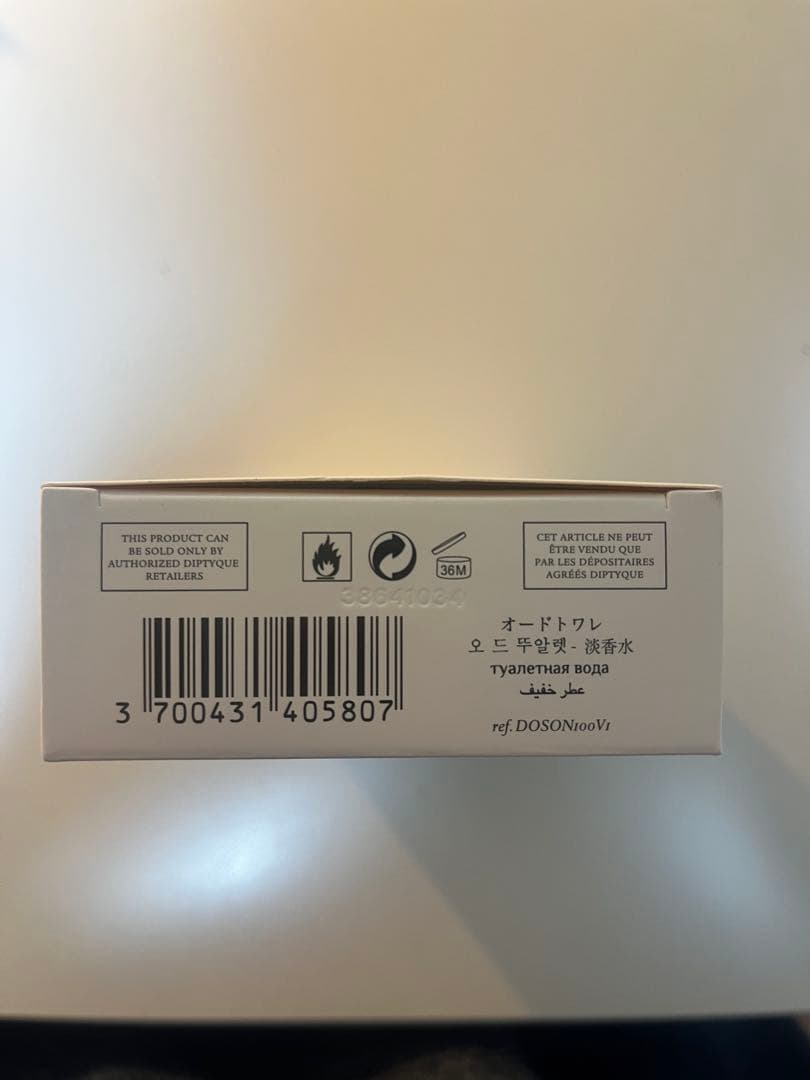 THIS PRODUCT CAN
BE SOLD ONLY BY
AUTHORIZED DIPTYQUE
RETAILERS
36M
CET ARTICLE NE PEUT
ÊTRE VENDU QUE
PAR LES DÉPOSITAIRES
AGRÉÉS DIPTYQUE
38641034
オードトワレ
오 드 뚜알렛 - 淡香水
туалетная вода
عطر خفيف
3 700431 405807
ref. DOSON100V1